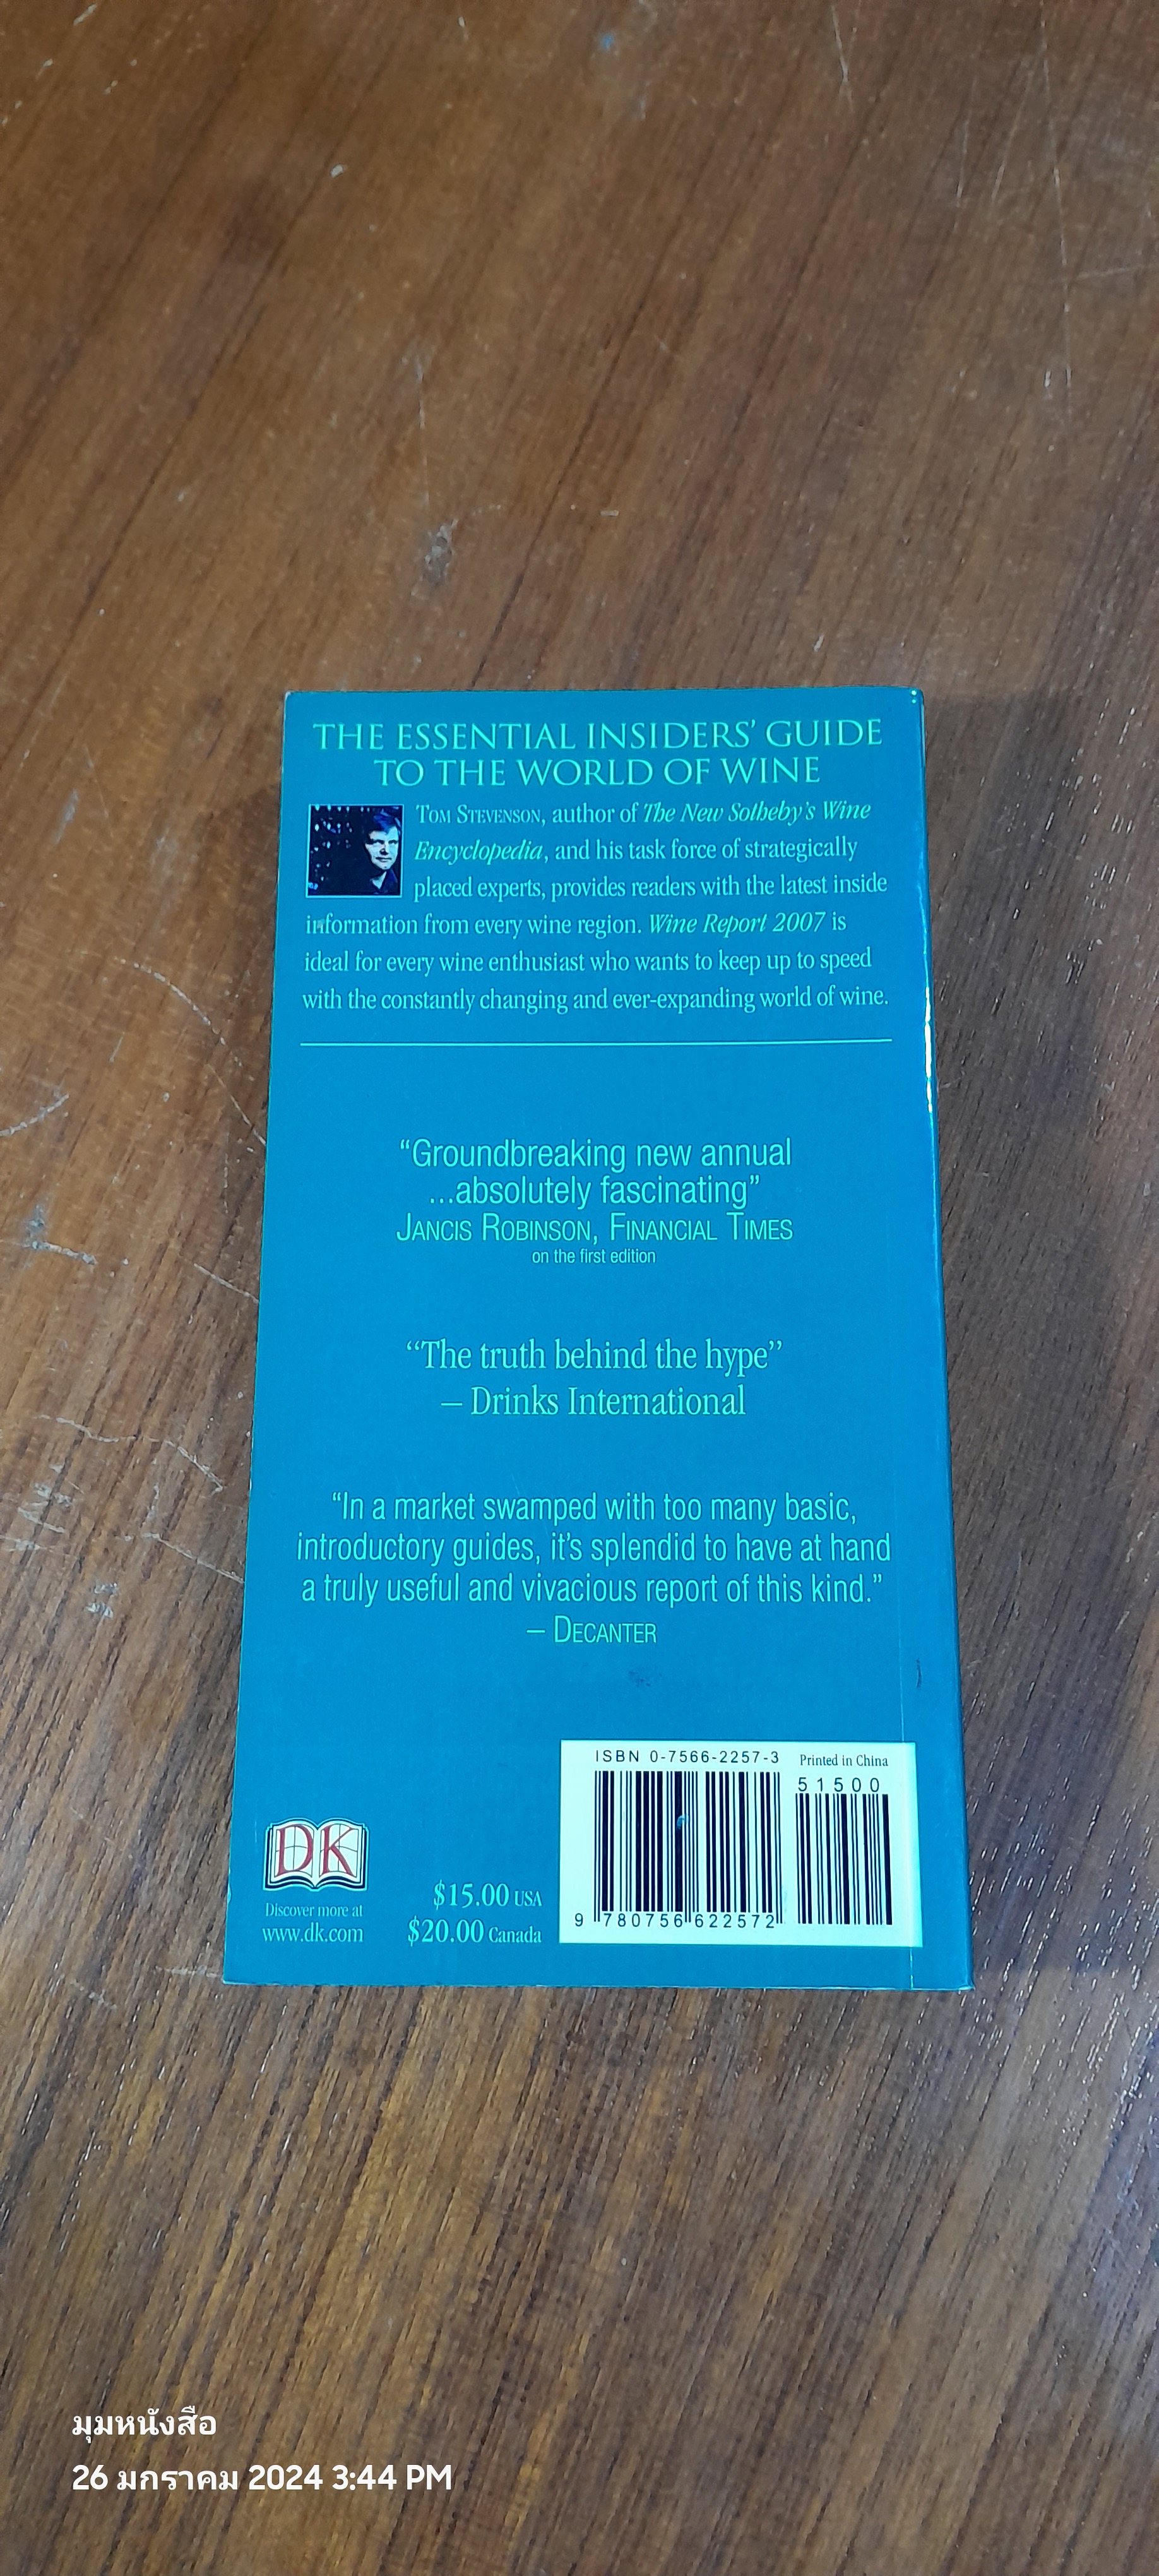 THE ESSENTIAL INSIDERS’ GUIDE
TO THE WORLD OF WINE
TOM STEVENSON, author of The New Sotheby’s Wine
Encyclopedia, and his task force of strategically
placed experts, provides readers with the latest inside
information from every wine region. Wine Report 2007 is
ideal for every wine enthusiast who wants to keep up to speed
with the constantly changing and ever-expanding world of wine.
“Groundbreaking new annual
...absolutely fascinating”
JANCIS ROBINSON, FINANCIAL TIMES
on the first edition
“The truth behind the hype”
– Drinks International
“In a market swamped with too many basic,
introductory guides, it’s splendid to have at hand
a truly useful and vivacious report of this kind.”
– DECANTER
ISBN 0-7566-2257-3
Printed in China
51500
9 780756 622572
DK
Discover more at
www.dk.com
$15.00 USA
$20.00 Canada
มุมหนังสือ
26 มกราคม 2024 3:44 PM